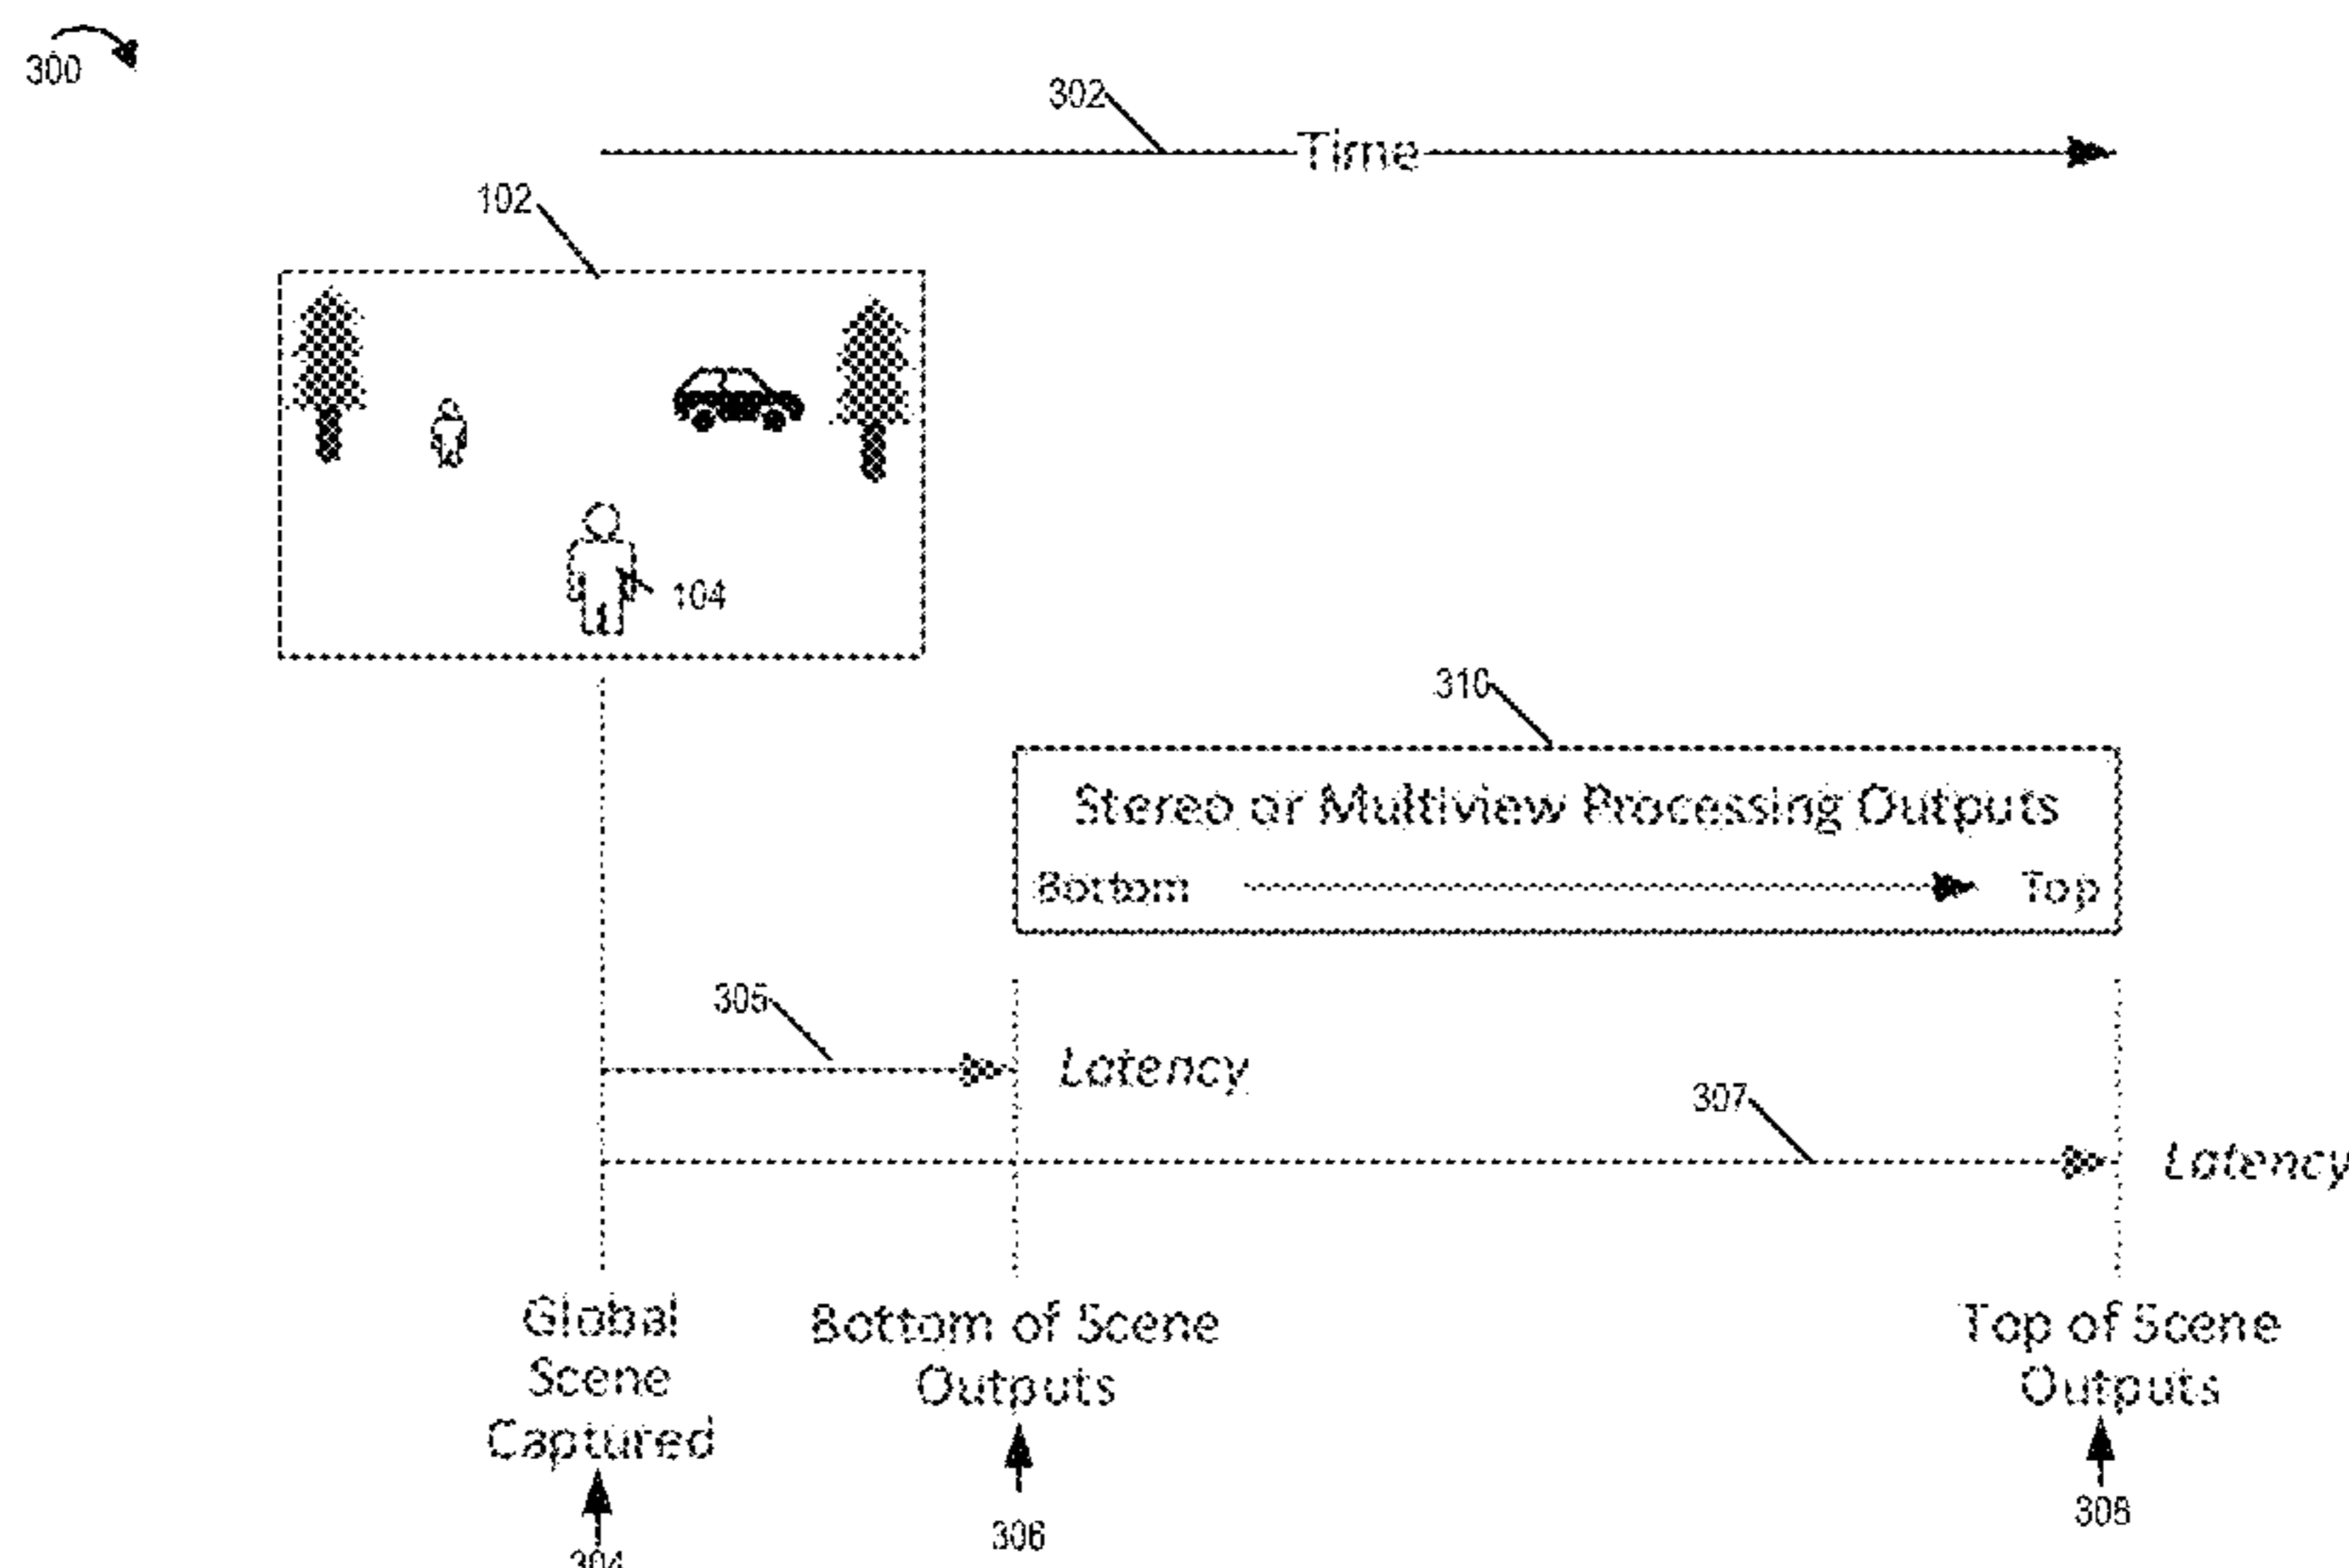 300
302
Time
102
104
310
Stereo or Multiview Processing Outputs
Bottom Top
305
Latency
307
Latency
Global
Scene
Captured
Bottom of Scene
Outputs
Top of Scene
Outputs
304
306
308